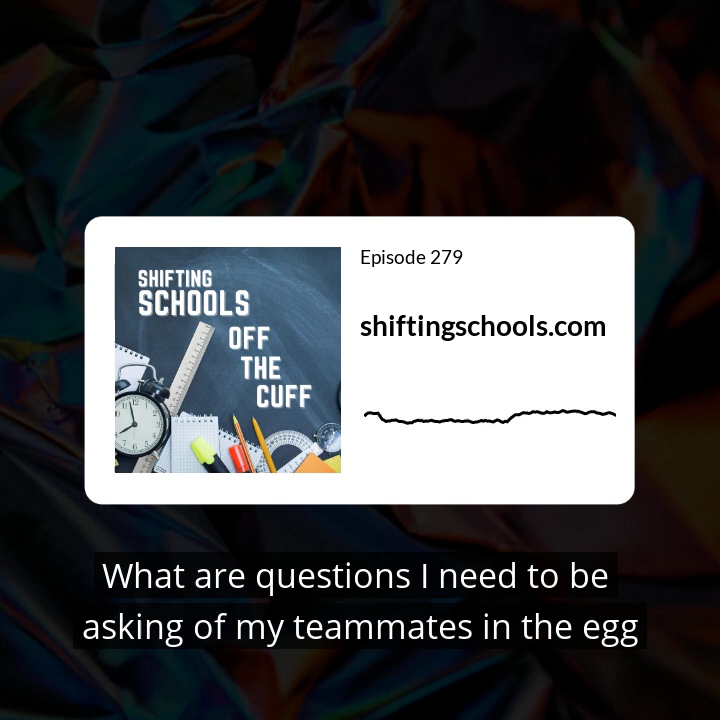 SHIFTING
SCHOOLS
OFF
THE
CUFF
Episode 279
shiftingschools.com
What are questions I need to be
asking of my teammates in the egg